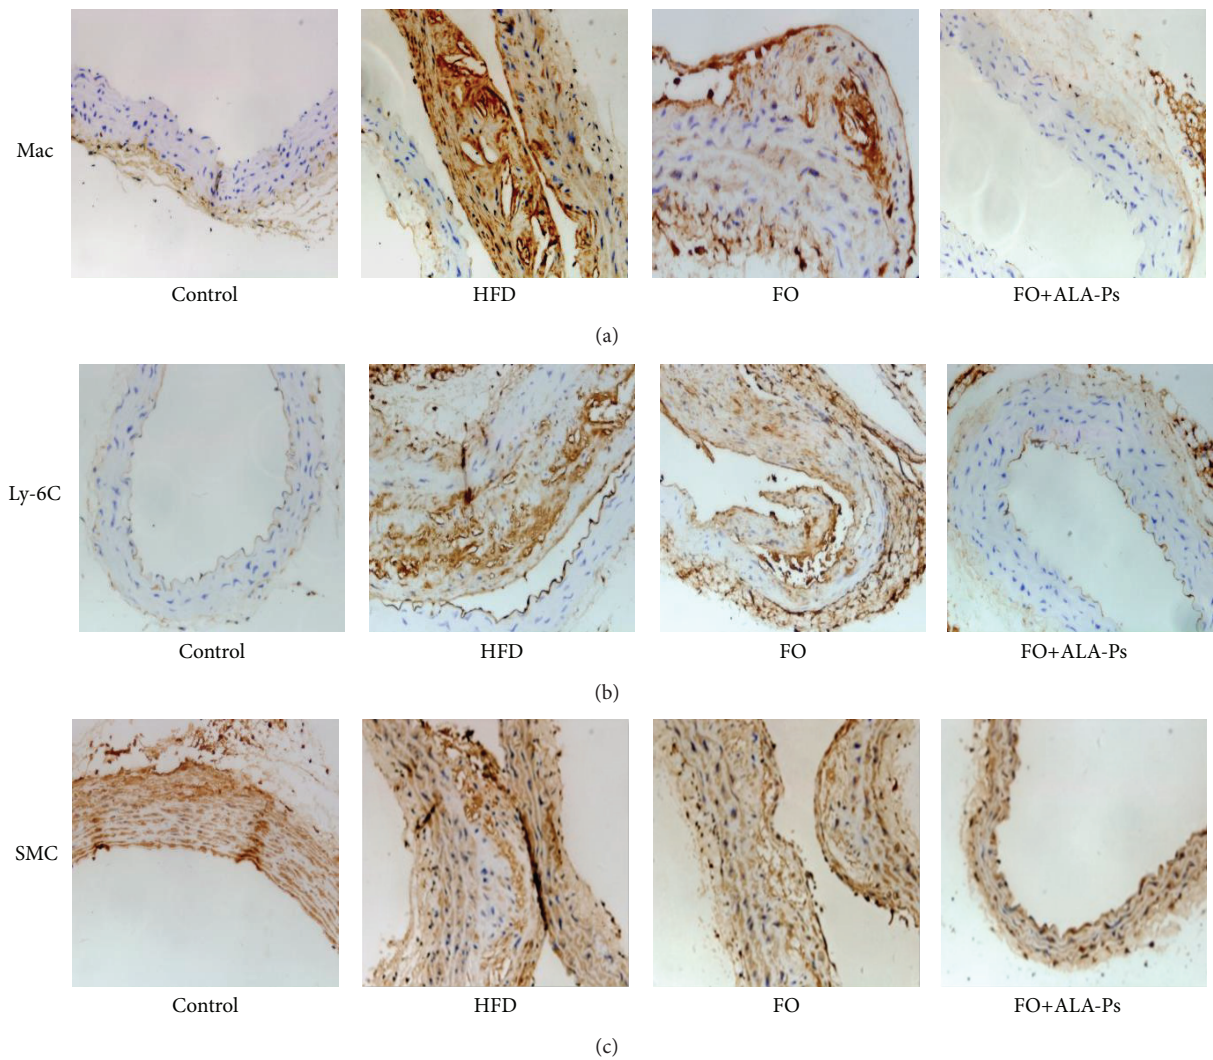 Mac
Control HFD FO FO+ALA-Ps
(a)
Ly-6C
Control HFD FO FO+ALA-Ps
(b)
SMC
Control HFD FO FO+ALA-Ps
(c)